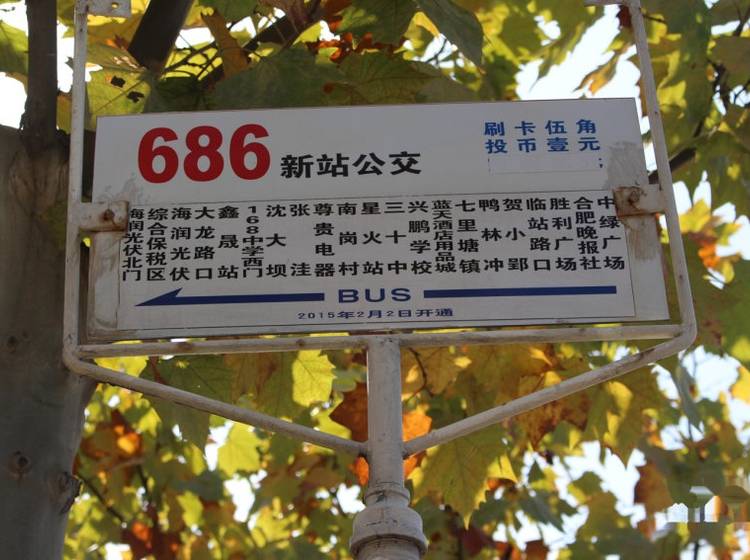 686 新站公交
刷卡伍角
投币壹元
海润光伏北门
综合保税区
海润光伏
大龙路口
鑫晟站
168中学西门
沈大坝
张洼
尊贵电器
南岗村
星火站
三十中
兴鹏学校
蓝天酒店用品城
七里塘镇
鸭林冲
贺小郢
临站路口
胜利广场
合肥晚报社
中绿广场
BUS
2015年2月2日开通